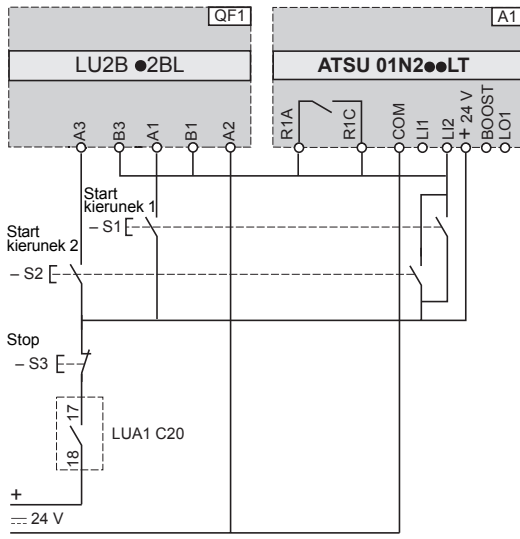 QF1
A1
LU2B ●2BL
ATSU 01N2●●LT
A3
B3
A1
B1
A2
R1A
R1C
COM
LI1
LI2
+ 24 V
BOOST
LO1
Start
kierunek 1
– S1
Start
kierunek 2
– S2
Stop
– S3
17
18
LUA1 C20
+
24 V